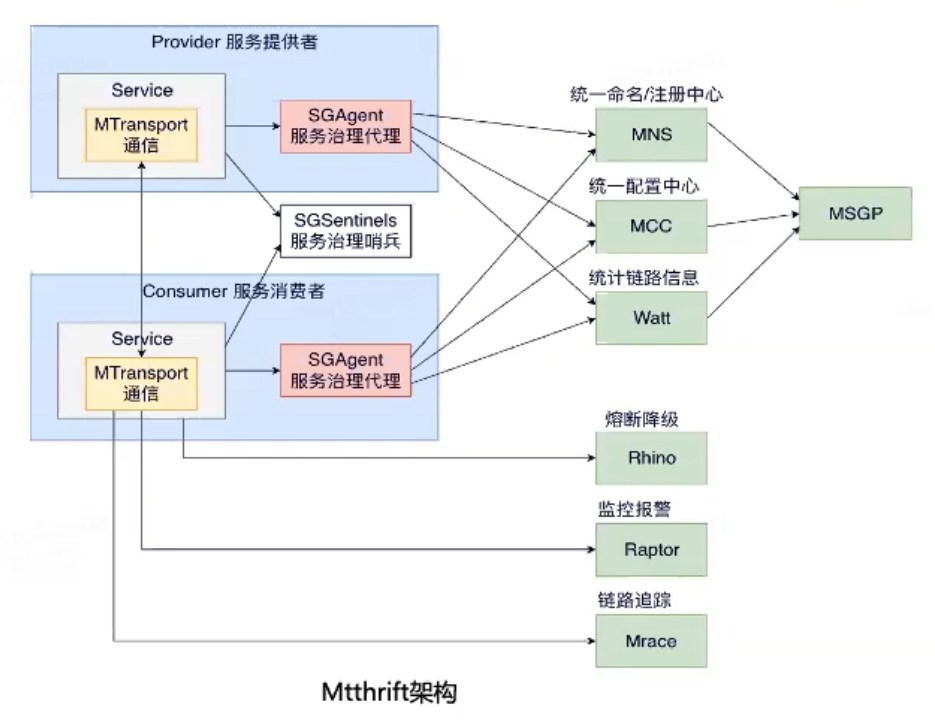 Provider 服务提供者
Service
MTransport
通信
SGAgent
服务治理代理
统一命名/注册中心
MNS
统一配置中心
MCC
MSGP
SGSentinels
服务治理哨兵
统计链路信息
Watt
Consumer 服务消费者
Service
MTransport
通信
SGAgent
服务治理代理
熔断降级
Rhino
监控报警
Raptor
链路追踪
Mrace
Mtthrift架构